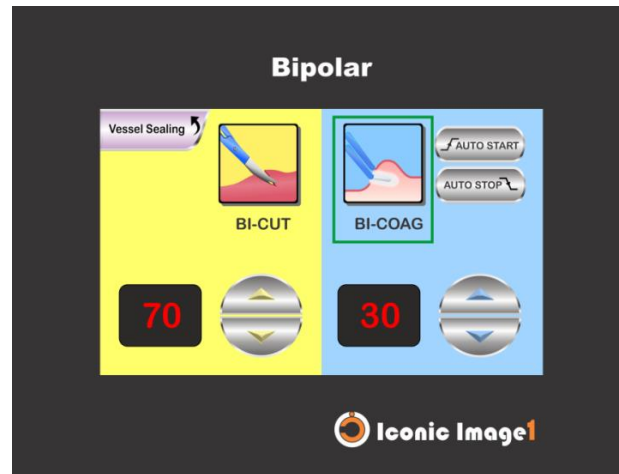 Bipolar
Vessel Sealing
AUTO START
AUTO STOP
BI-CUT
BI-COAG
70
30
Iconic Image1